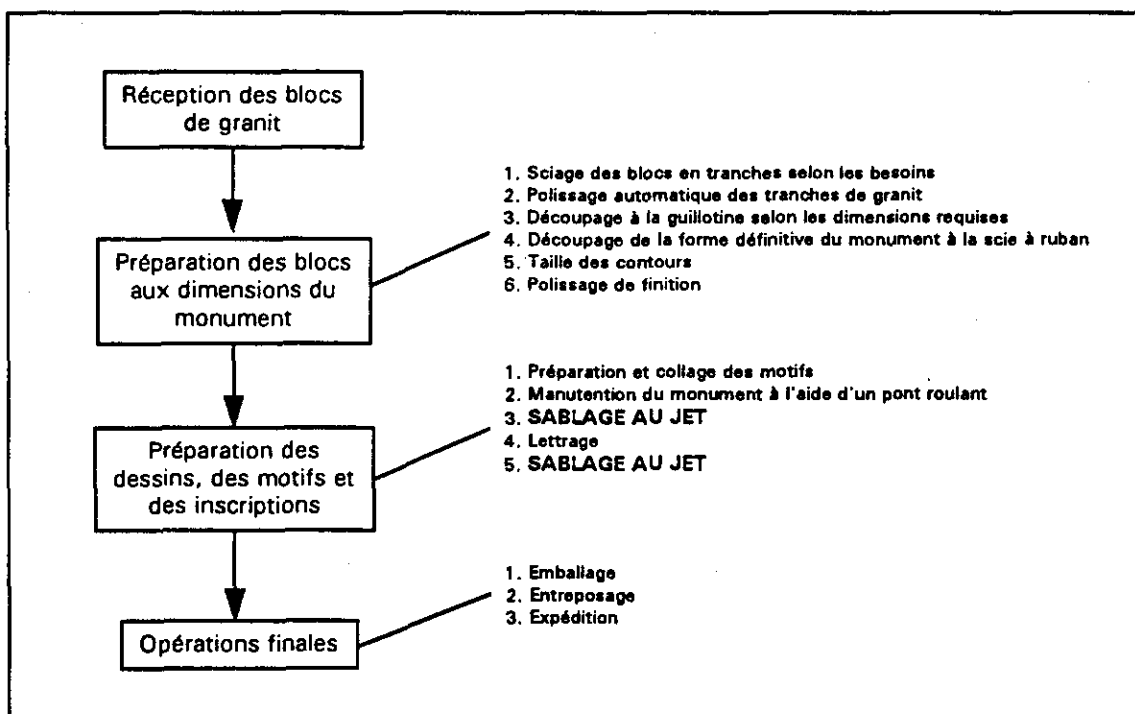 Réception des blocs
de granit
Préparation des blocs
aux dimensions du
monument
1. Sciage des blocs en tranches selon les besoins
2. Polissage automatique des tranches de granit
3. Découpage à la guillotine selon les dimensions requises
4. Découpage de la forme définitive du monument à la scie à ruban
5. Taille des contours
6. Polissage de finition
Préparation des
dessins, des motifs et
des inscriptions
1. Préparation et collage des motifs
2. Manutention du monument à l'aide d'un pont roulant
3. SABLAGE AU JET
4. Lettrage
5. SABLAGE AU JET
Opérations finales
1. Emballage
2. Entreposage
3. Expédition